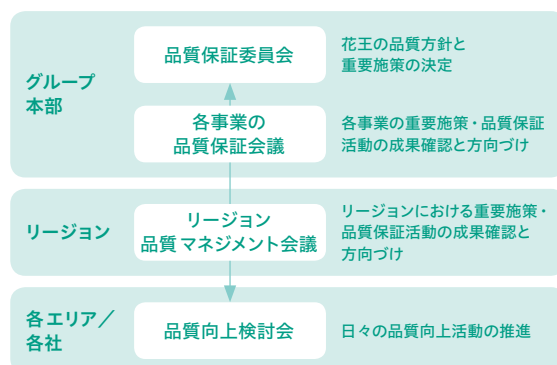 グループ
本部
品質保証委員会
花王の品質方針と
重要施策の決定
各事業の
品質保証会議
各事業の重要施策・品質保証
活動の成果確認と方向づけ
リージョン
リージョン
品質マネジメント会議
リージョンにおける重要施策・
品質保証活動の成果確認と
方向づけ
各エリア／
各社
品質向上検討会
日々の品質向上活動の推進